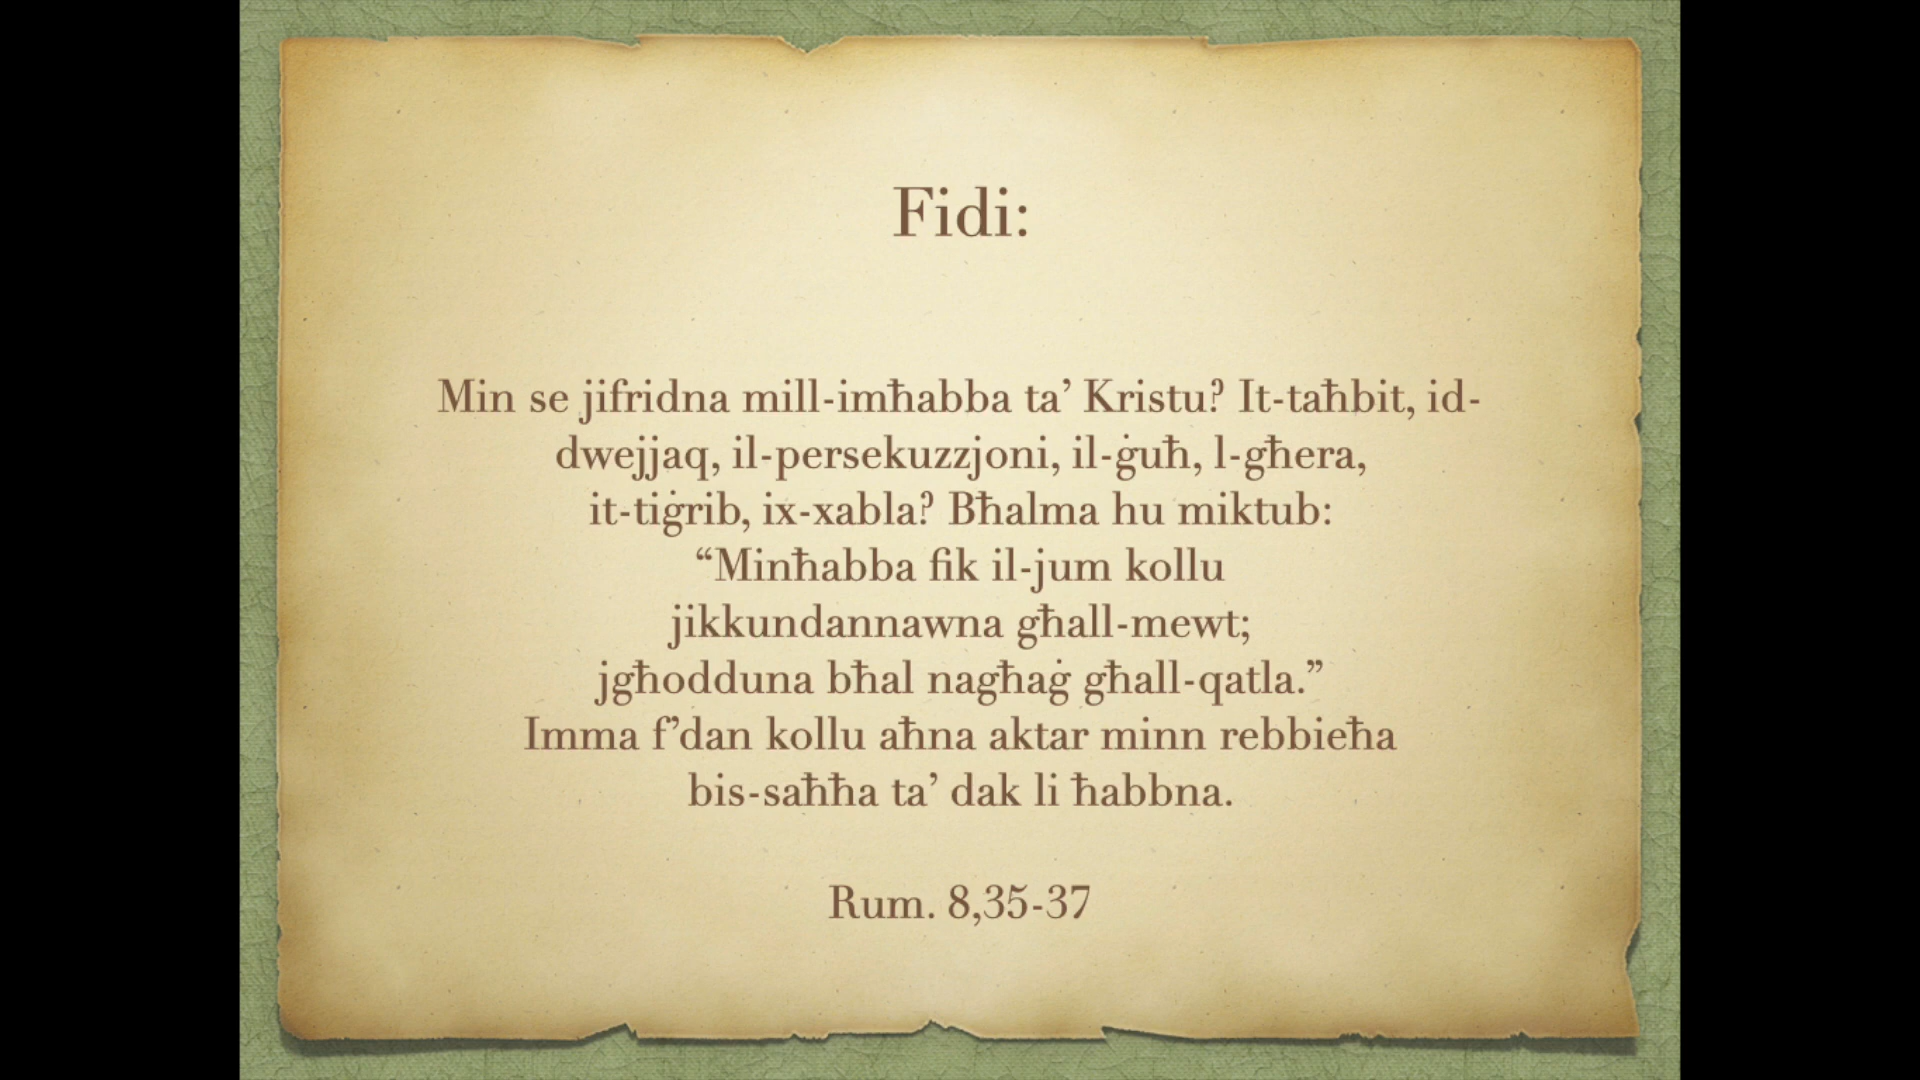 Fidi:
Min se jifridna mill-imħabba ta’ Kristu? It-taħbit, id-
dwejjaq, il-persekuzzjoni, il-ġuħ, l-għera,
it-tiġrib, ix-xabla? Bħalma hu miktub:
“Minħabba fik il-jum kollu
jikkundannawna għall-mewt;
jgħodduna bħal nagħaġ għall-qatla.”
Imma f’dan kollu aħna aktar minn rebbieħa
bis-saħħa ta’ dak li ħabbna.
Rum. 8,35-37